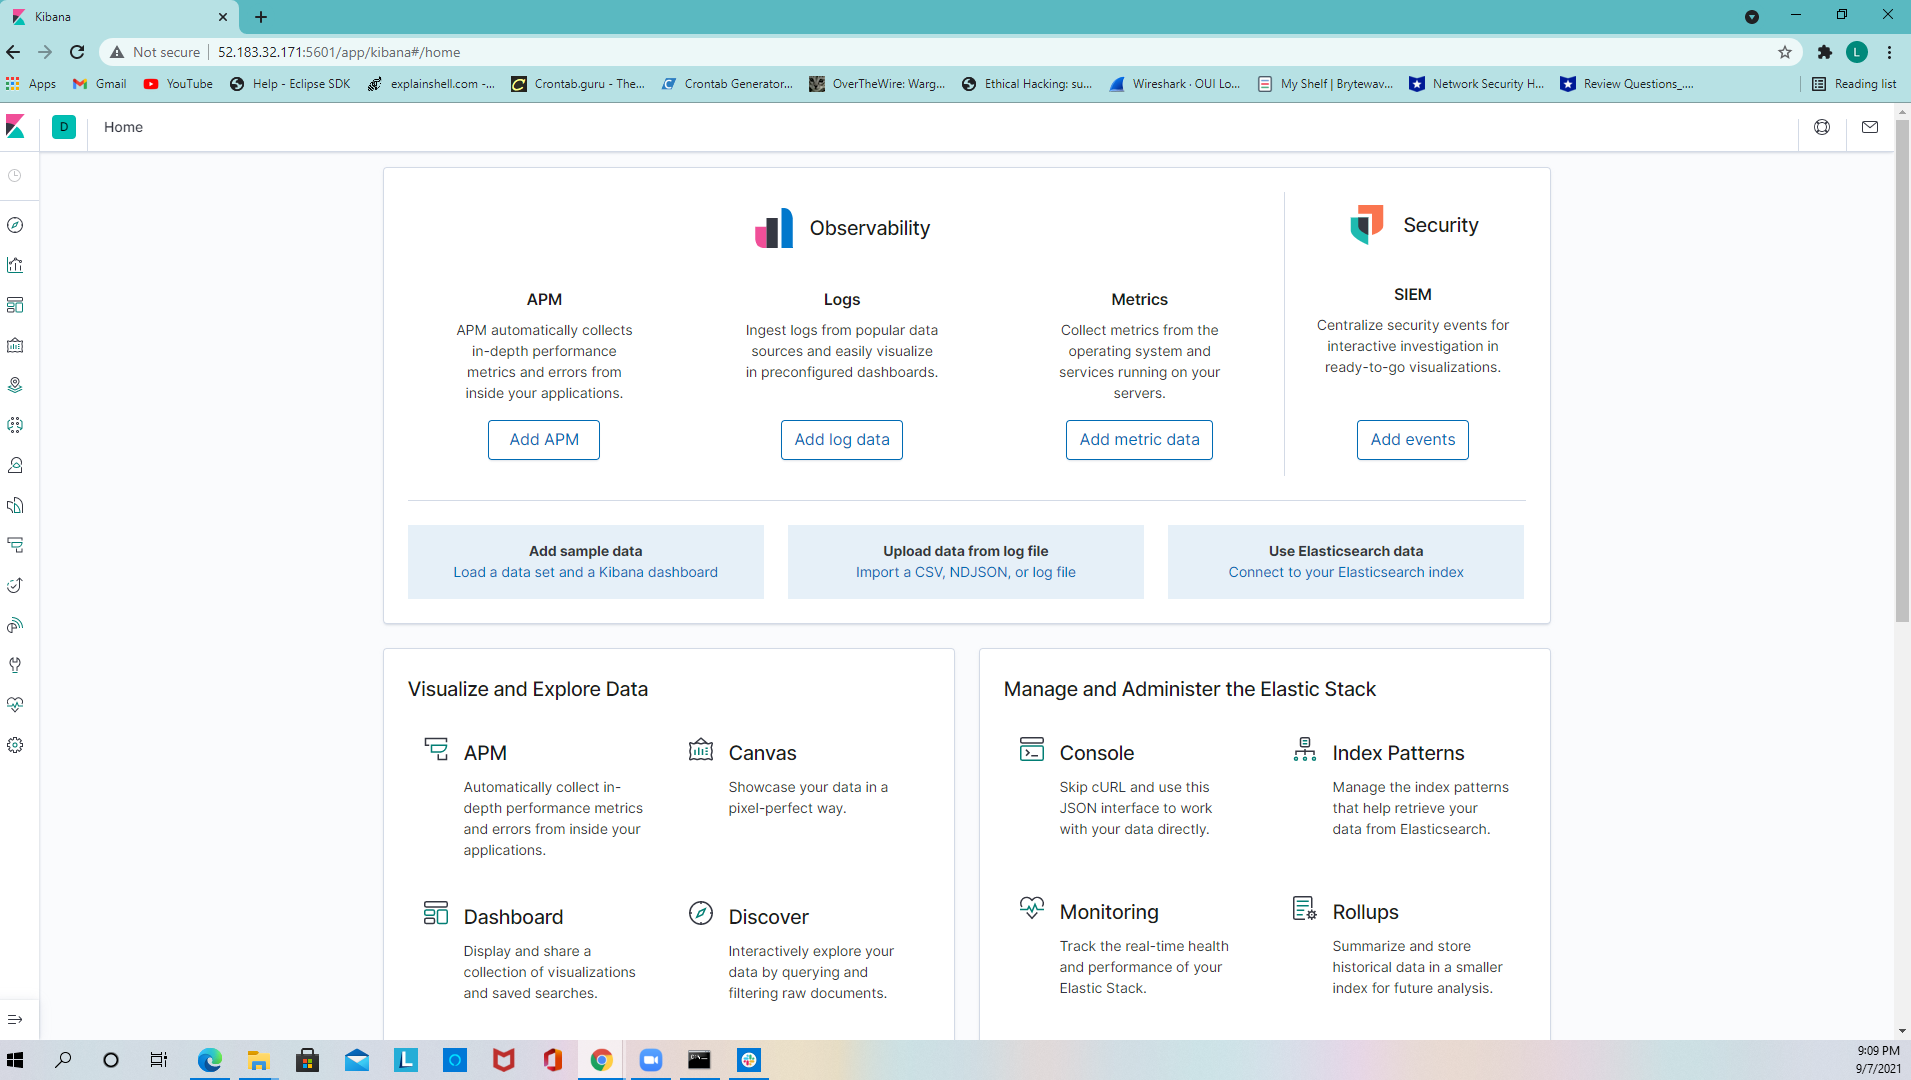 Kibana
Not secure
52.183.32.171:5601/app/kibana#/home
L
Apps
Gmail
YouTube
Help - Eclipse SDK
explainshell.com -...
Crontab.guru - The...
Crontab Generator...
OverTheWire: Warg...
Ethical Hacking: su...
Wireshark · OUI Lo...
My Shelf | Brytewav...
Network Security H...
Review Questions_....
Reading list
D
Home
Observability
Security
APM
APM automatically collects
in-depth performance
metrics and errors from
inside your applications.
Add APM
Logs
Ingest logs from popular data
sources and easily visualize
in preconfigured dashboards.
Add log data
Metrics
Collect metrics from the
operating system and
services running on your
servers.
Add metric data
SIEM
Centralize security events for
interactive investigation in
ready-to-go visualizations.
Add events
Add sample data
Load a data set and a Kibana dashboard
Upload data from log file
Import a CSV, NDJSON, or log file
Use Elasticsearch data
Connect to your Elasticsearch index
Visualize and Explore Data
APM
Automatically collect in-
depth performance metrics
and errors from inside your
applications.
Canvas
Showcase your data in a
pixel-perfect way.
Dashboard
Display and share a
collection of visualizations
and saved searches.
Discover
Interactively explore your
data by querying and
filtering raw documents.
Manage and Administer the Elastic Stack
Console
Skip cURL and use this
JSON interface to work
with your data directly.
Index Patterns
Manage the index patterns
that help retrieve your
data from Elasticsearch.
Monitoring
Track the real-time health
and performance of your
Elastic Stack.
Rollups
Summarize and store
historical data in a smaller
index for future analysis.
L
9:09 PM
9/7/2021